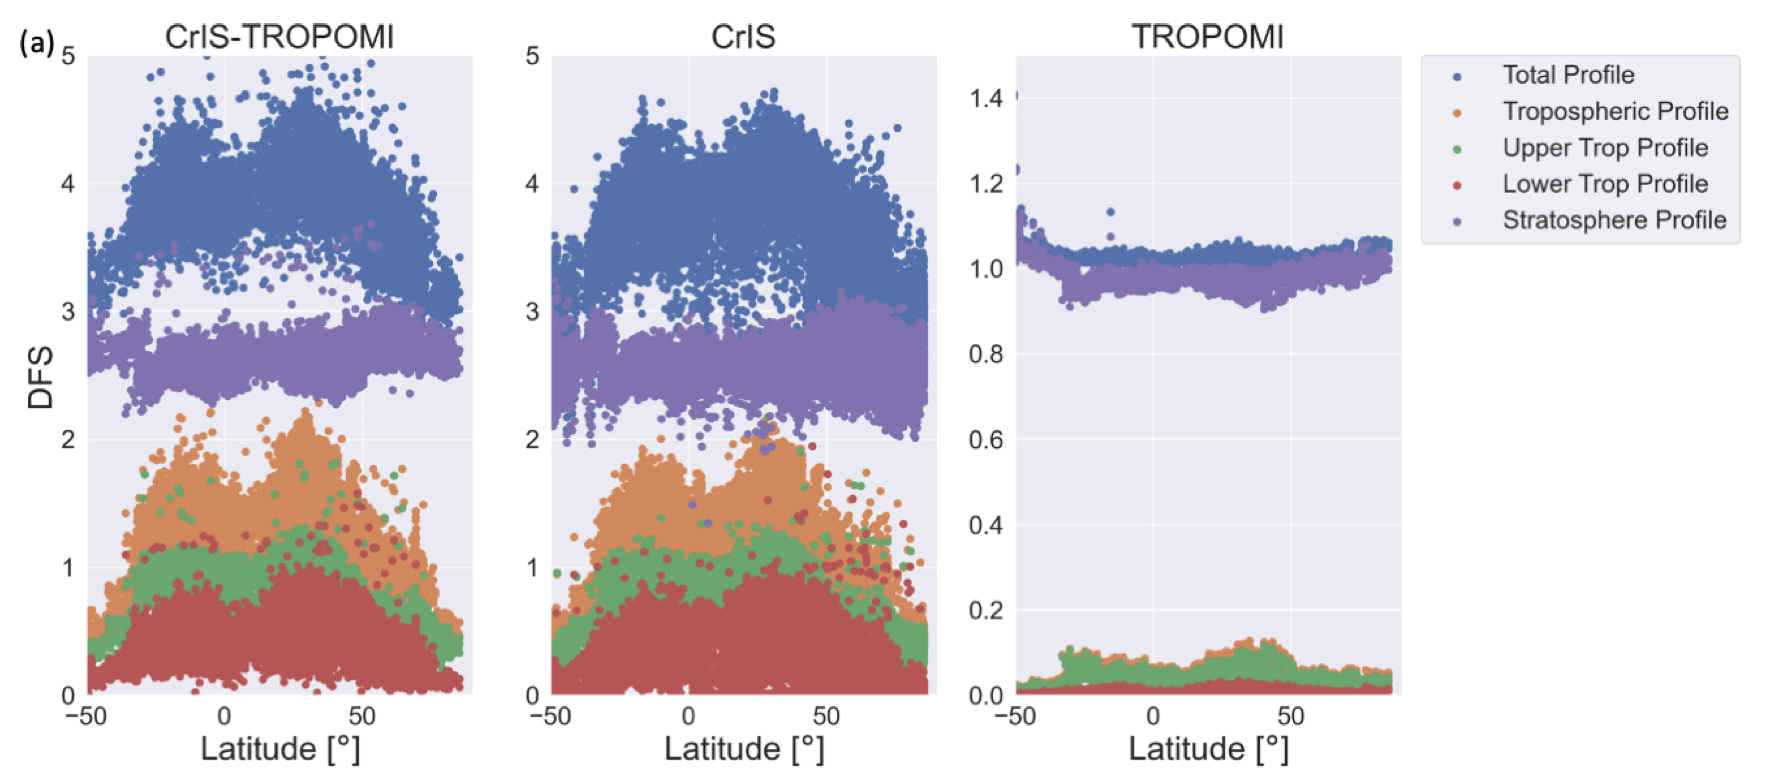 (a)
CrIS-TROPOMI
CrIS
TROPOMI
DFS
5
4
3
2
1
0
−50
0
50
Latitude [°]
5
4
3
2
1
0
−50
0
50
Latitude [°]
1.4
1.2
1.0
0.8
0.6
0.4
0.2
0.0
−50
0
50
Latitude [°]
Total Profile
Tropospheric Profile
Upper Trop Profile
Lower Trop Profile
Stratosphere Profile